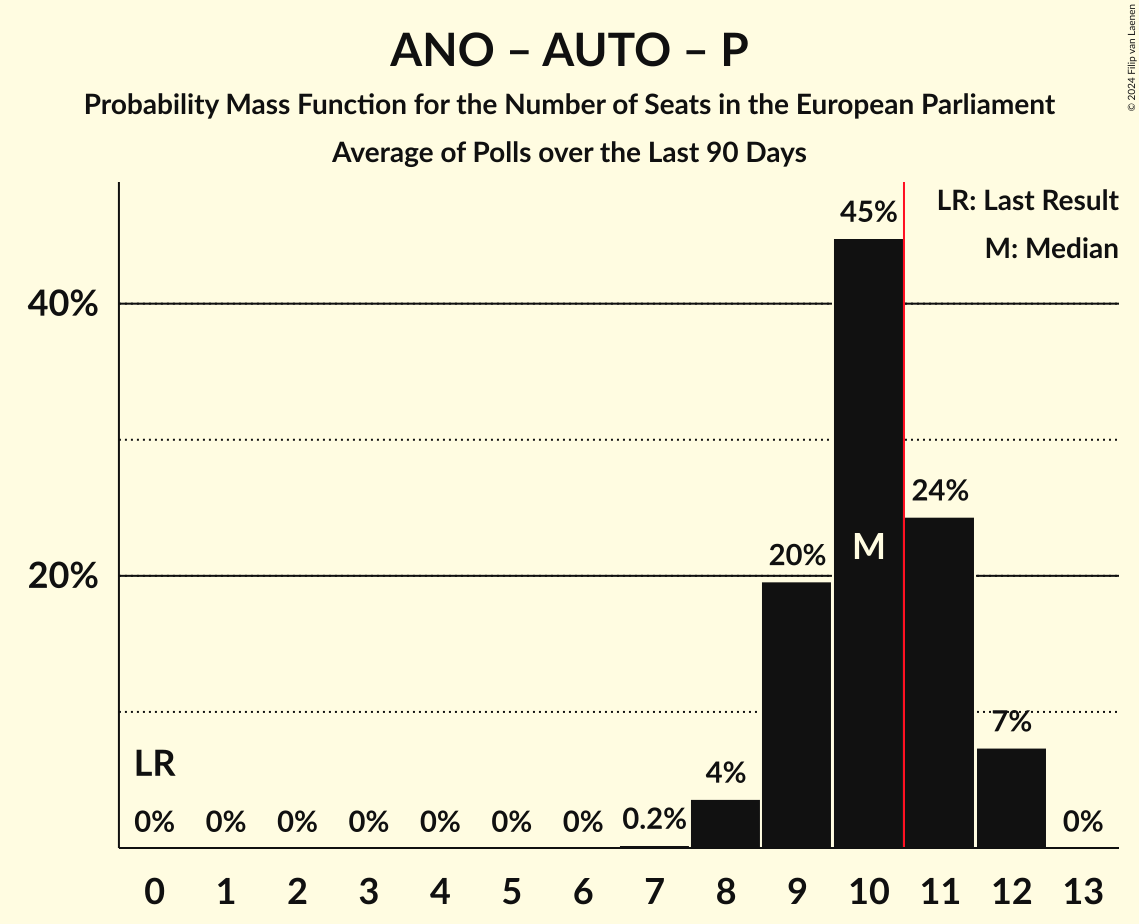 ANO – AUTO – P
Probability Mass Function for the Number of Seats in the European Parliament
Average of Polls over the Last 90 Days
© 2024 Filip van Laenen
LR: Last Result
M: Median
45%
40%
24%
20%
20%
M
7%
LR
4%
0% 0% 0% 0% 0% 0% 0% 0.2% 0%
0 1 2 3 4 5 6 7 8 9 10 11 12 13